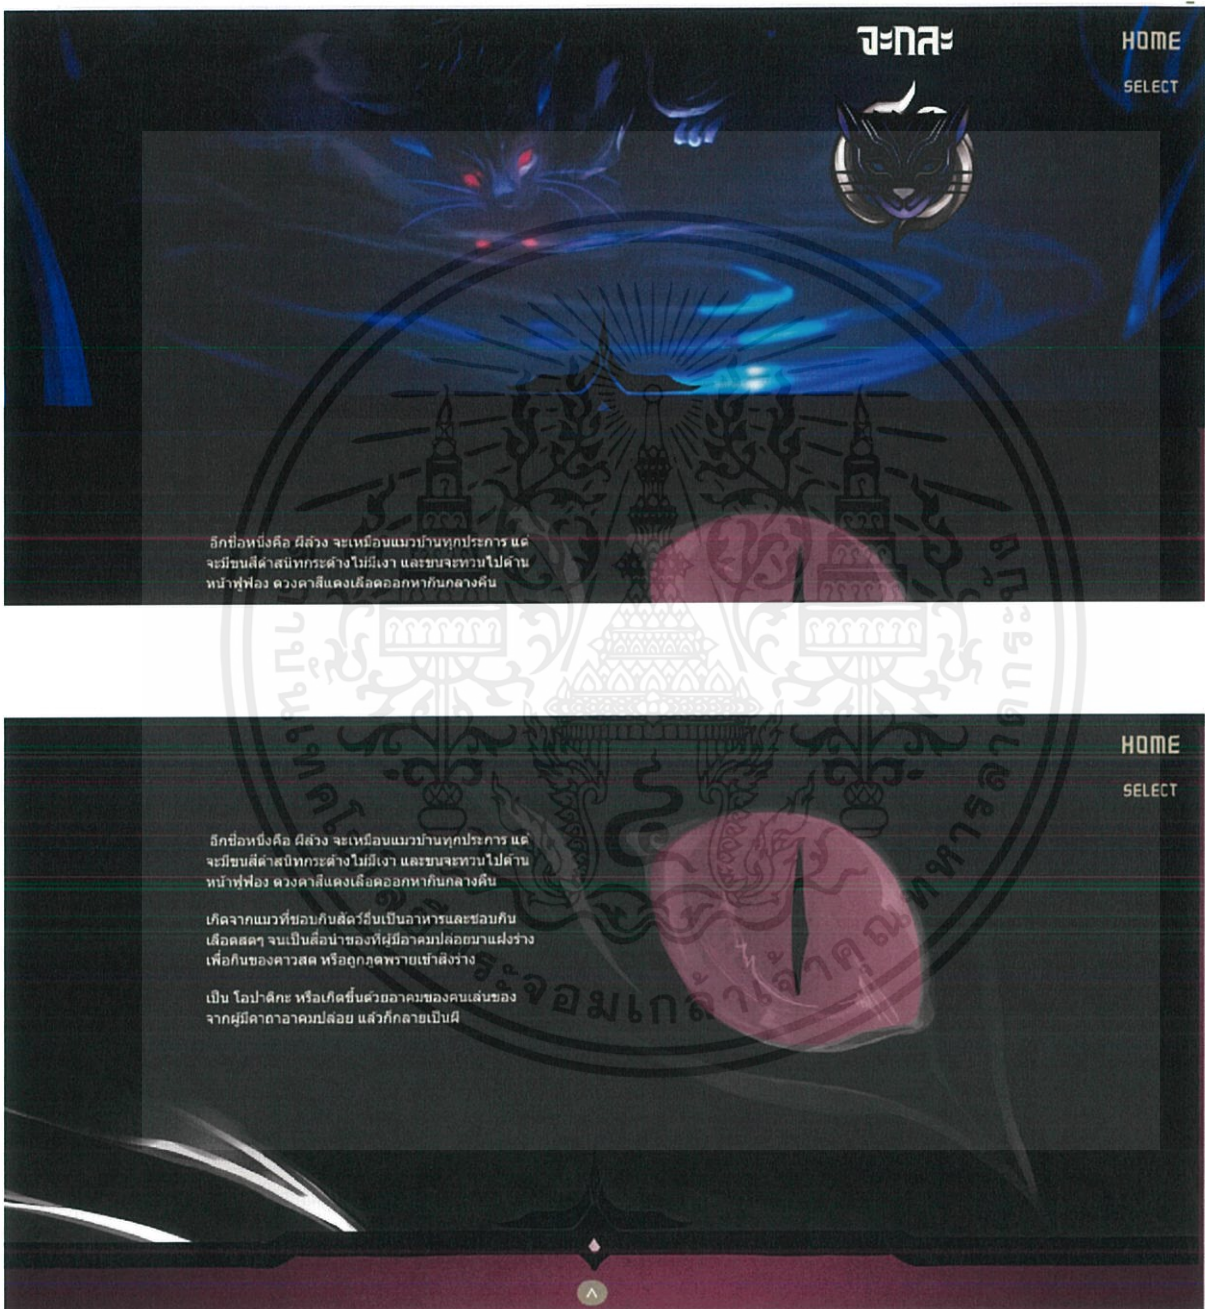 จะกละ
HOME
SELECT
อีกชื่อหนึ่งคือ ผีล้วง จะเหมือนแมวบ้านทุกประการ แต่
จะมีขนสีดำสนิทกระด้างไม่มีเงา และขนจะทวนไปด้าน
หน้าฟูฟ่อง ดวงตาสีแดงเลือดออกหากินกลางคืน
HOME
SELECT
อีกชื่อหนึ่งคือ ผีล้วง จะเหมือนแมวบ้านทุกประการ แต่
จะมีขนสีดำสนิทกระด้างไม่มีเงา และขนจะทวนไปด้าน
หน้าฟูฟ่อง ดวงตาสีแดงเลือดออกหากินกลางคืน
เกิดจากแมวที่ชอบกินสัตว์อื่นเป็นอาหารและชอบกิน
เลือดสดๆ จนเป็นสื่อนำของที่ผู้มีอาคมปล่อยมาแฝงร่าง
เพื่อกินของคาวสด หรือถูกภูตพรายเข้าสิงร่าง
เป็น โอปาติกะ หรือเกิดขึ้นด้วยอาคมของคนเล่นของ
จากผู้มีคาถาอาคมปล่อย แล้วก็กลายเป็นผี